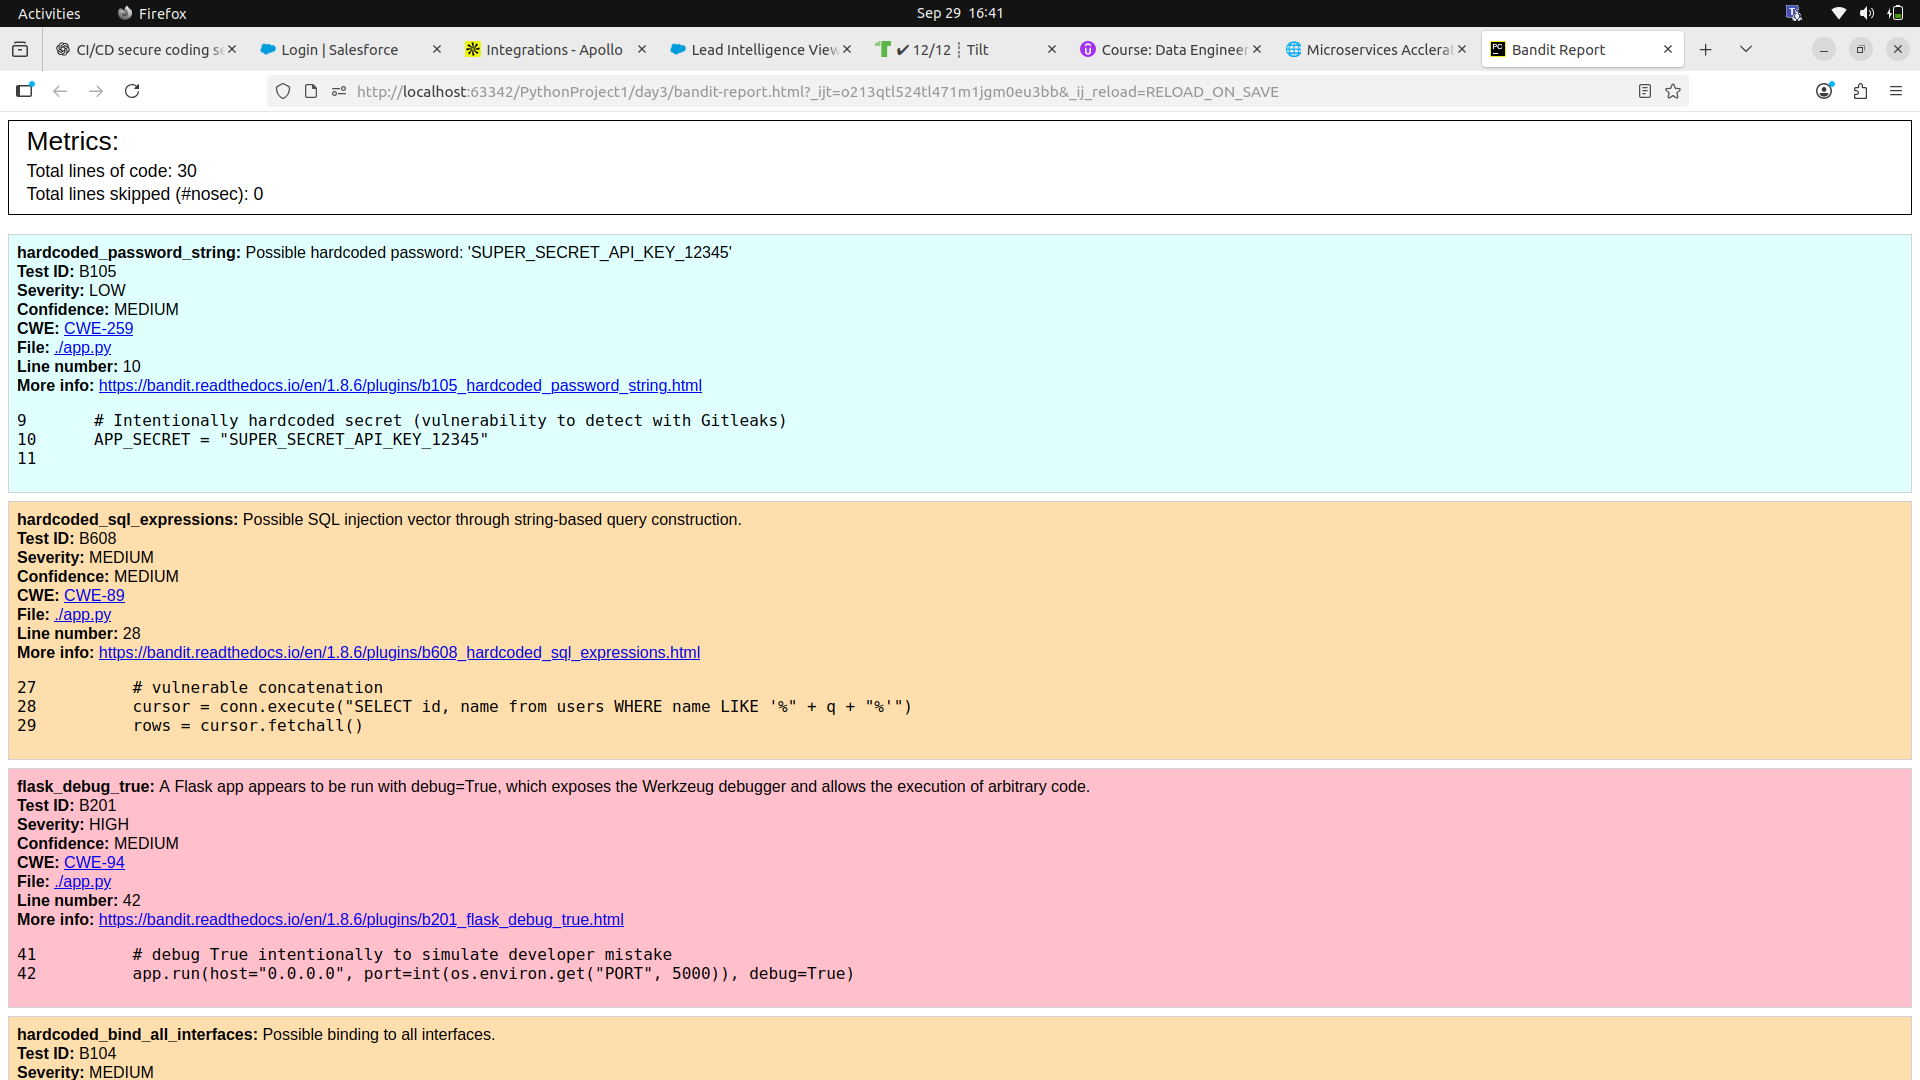 Activities
Firefox
Sep 29 16:41
CI/CD secure coding se
Login | Salesforce
Integrations - Apollo
Lead Intelligence View
✔ 12/12 ┊ Tilt
Course: Data Engineer
Microservices Acclerat
Bandit Report
http://localhost:63342/PythonProject1/day3/bandit-report.html?_ijt=o213qtl524tl471m1jgm0eu3bb&_ij_reload=RELOAD_ON_SAVE
Metrics:
Total lines of code: 30
Total lines skipped (#nosec): 0
hardcoded_password_string: Possible hardcoded password: 'SUPER_SECRET_API_KEY_12345'
Test ID: B105
Severity: LOW
Confidence: MEDIUM
CWE: CWE-259
File: ./app.py
Line number: 10
More info: https://bandit.readthedocs.io/en/1.8.6/plugins/b105_hardcoded_password_string.html
9 # Intentionally hardcoded secret (vulnerability to detect with Gitleaks)
10 APP_SECRET = "SUPER_SECRET_API_KEY_12345"
11
hardcoded_sql_expressions: Possible SQL injection vector through string-based query construction.
Test ID: B608
Severity: MEDIUM
Confidence: MEDIUM
CWE: CWE-89
File: ./app.py
Line number: 28
More info: https://bandit.readthedocs.io/en/1.8.6/plugins/b608_hardcoded_sql_expressions.html
27 # vulnerable concatenation
28 cursor = conn.execute("SELECT id, name from users WHERE name LIKE '%" + q + "%'")
29 rows = cursor.fetchall()
flask_debug_true: A Flask app appears to be run with debug=True, which exposes the Werkzeug debugger and allows the execution of arbitrary code.
Test ID: B201
Severity: HIGH
Confidence: MEDIUM
CWE: CWE-94
File: ./app.py
Line number: 42
More info: https://bandit.readthedocs.io/en/1.8.6/plugins/b201_flask_debug_true.html
41 # debug True intentionally to simulate developer mistake
42 app.run(host="0.0.0.0", port=int(os.environ.get("PORT", 5000)), debug=True)
hardcoded_bind_all_interfaces: Possible binding to all interfaces.
Test ID: B104
Severity: MEDIUM